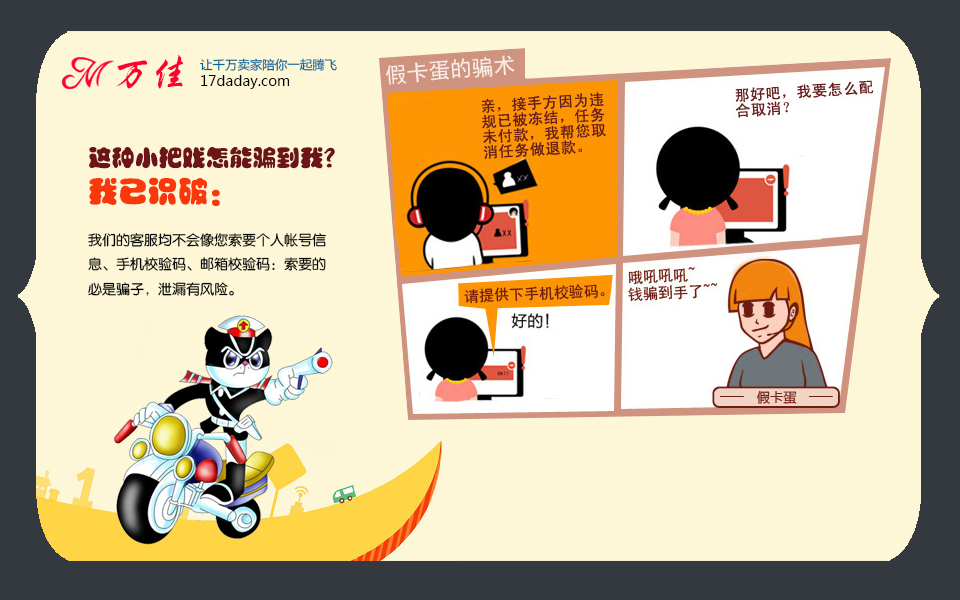 M 万佳
让千万卖家陪你一起腾飞
17daday.com
这种小把戏怎能骗到我?
我已识破:
我们的客服均不会像您索要个人帐号信
息、手机校验码、邮箱校验码: 索要的
必是骗子, 泄漏有风险。
1
假卡蛋的骗术
亲, 接手方因为违
规已被冻结, 任务
未付款, 我帮您取
消任务做退款。
XX
XX
那好吧, 我要怎么配
合取消?
请提供下手机校验码。
好的!
哦吼吼吼~
钱骗到手了~~
假卡蛋